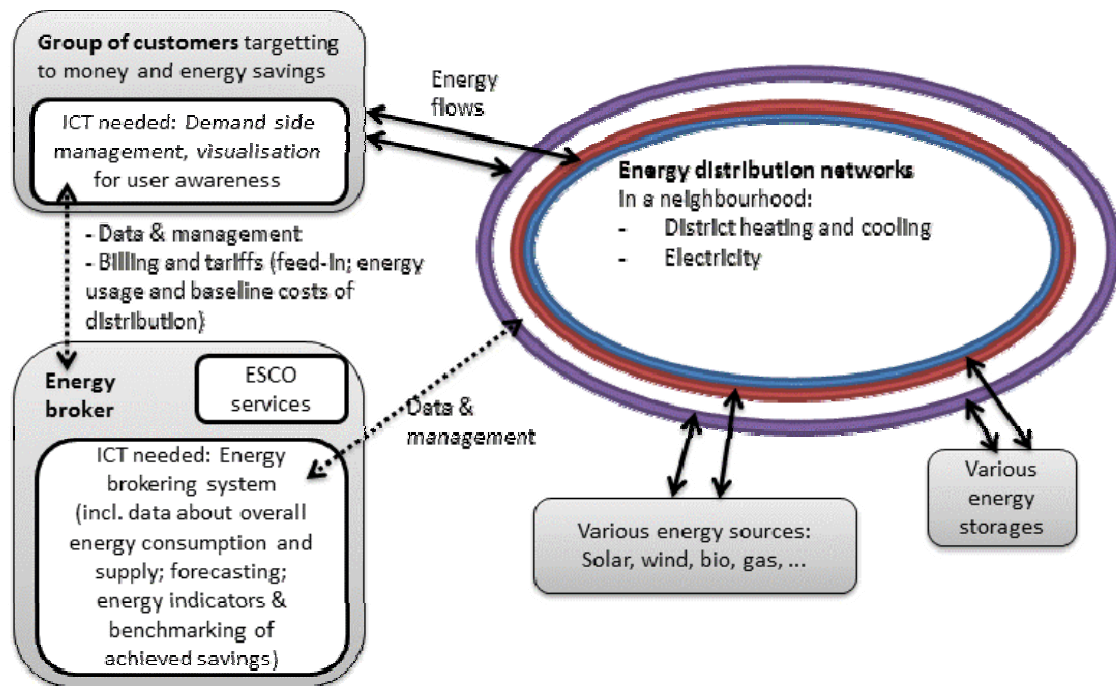 Group of customers targetting
to money and energy savings
ICT needed: Demand side
management, visualisation
for user awareness
Energy
flows
Energy distribution networks
In a neighbourhood:
- District heating and cooling
- Electricity
- Data & management
- Billing and tariffs (feed-in; energy
usage and baseline costs of
distribution)
Energy
broker
ESCO
services
ICT needed: Energy
brokering system
(incl. data about overall
energy consumption and
supply; forecasting;
energy indicators &
benchmarking of
achieved savings)
Data &
management
Various energy sources:
Solar, wind, bio, gas, ...
Various
energy
storages